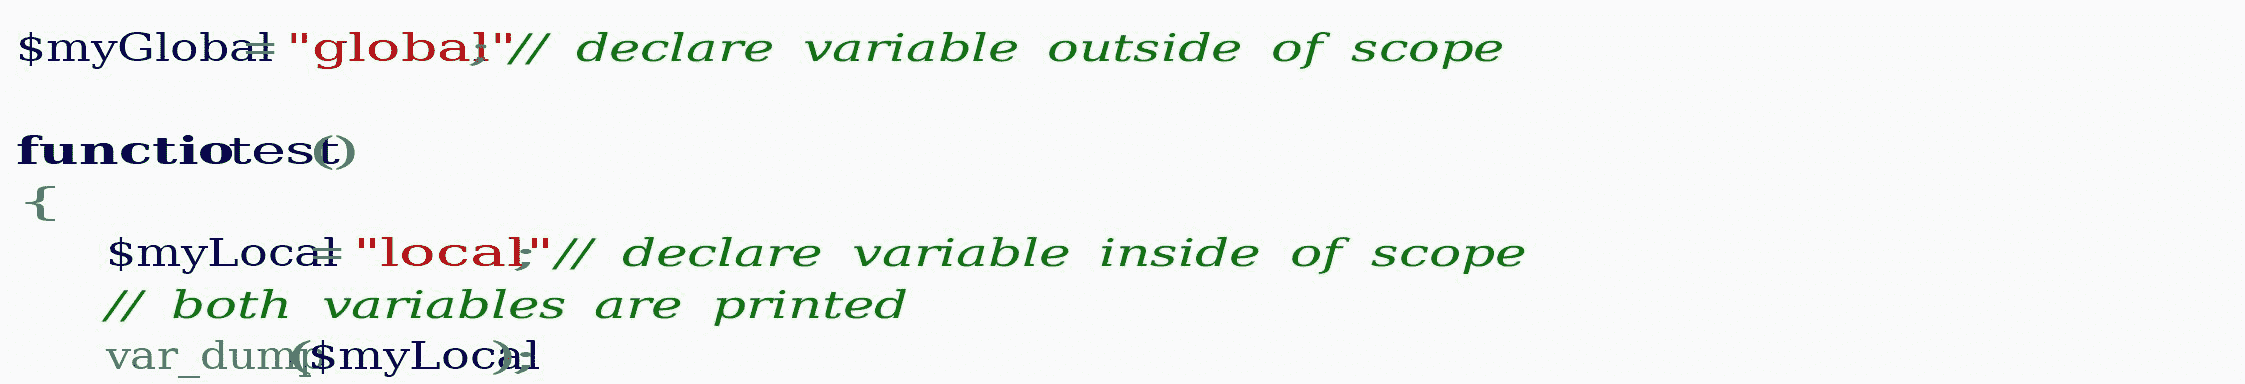 $myGlobal = "global"; // declare variable outside of scope
function test()
{
$myLocal = "local"; // declare variable inside of scope
// both variables are printed
var_dump($myLocal);